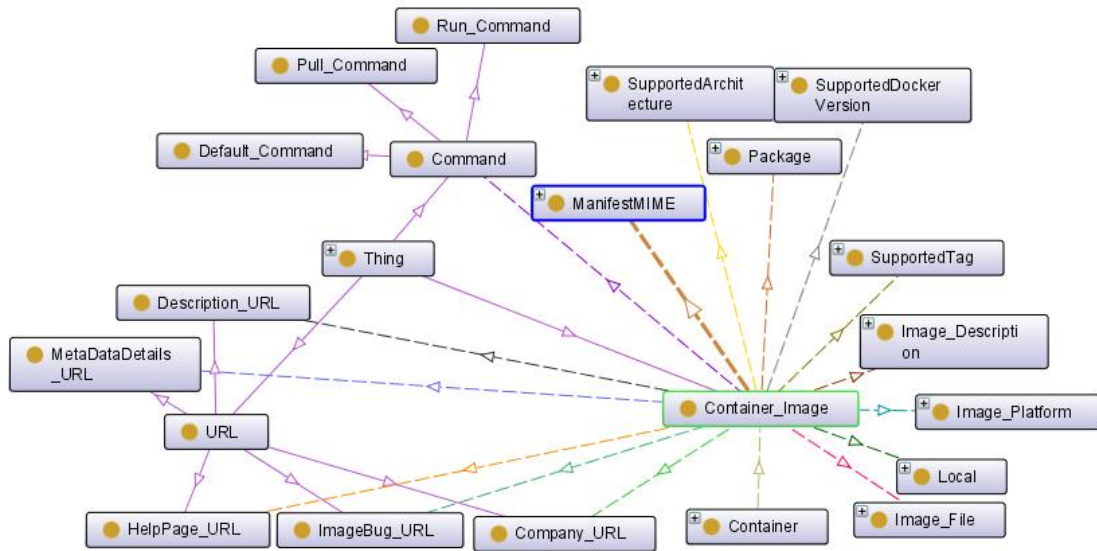 Run_Command
Pull_Command
SupportedArchit
ecture
SupportedDocker
Version
Default_Command
Command
Package
ManifestMIME
Thing
SupportedTag
Description_URL
Image_Descripti
on
MetaDataDetails
_URL
Container_Image
Image_Platform
URL
Local
HelpPage_URL
ImageBug_URL
Company_URL
Container
Image_File